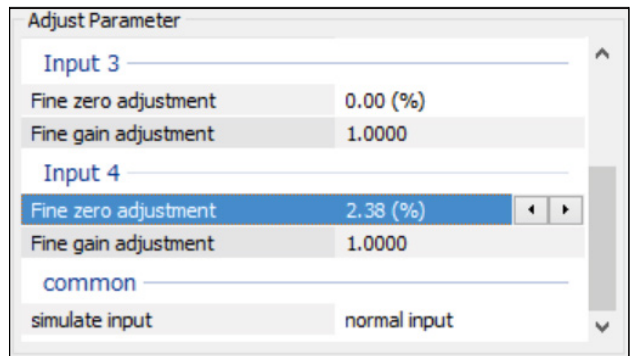 Adjust Parameter
Input 3
Fine zero adjustment 0.00 (%)
Fine gain adjustment 1.0000
Input 4
Fine zero adjustment 2.38 (%)
Fine gain adjustment 1.0000
common
simulate input normal input